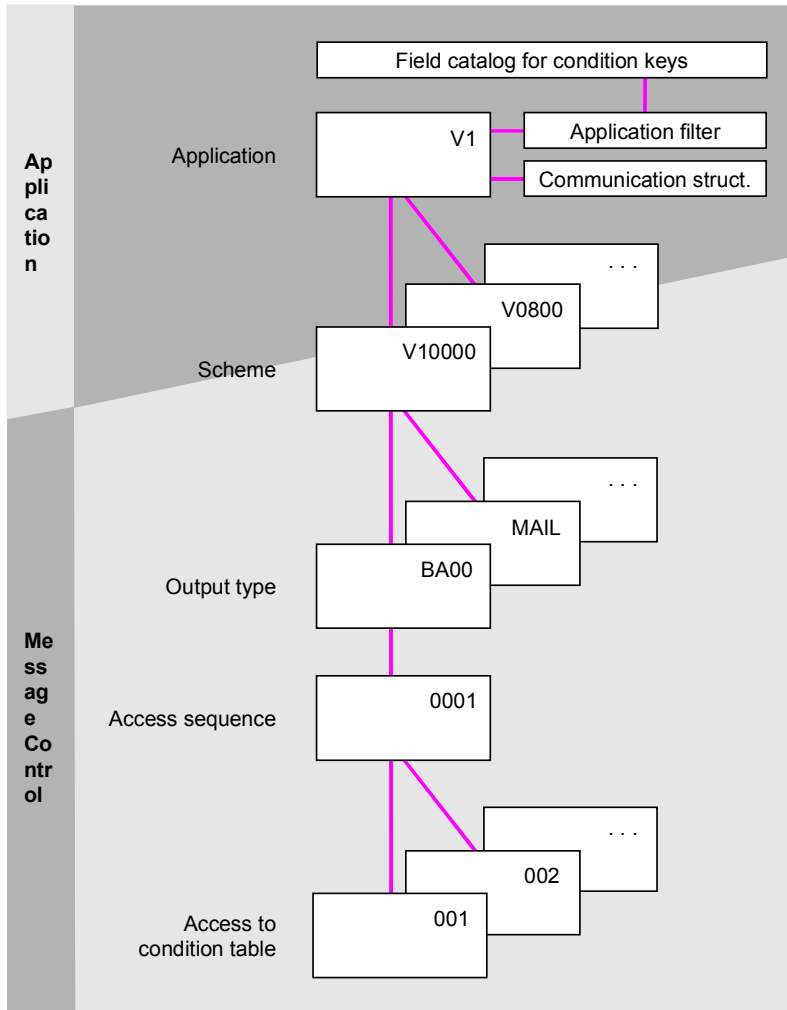 Field catalog for condition keys
Application
V1
Application filter
Communication struct.
Ap
pli
ca
tio
n
. . .
V0800
Scheme
V10000
. . .
MAIL
Output type
BA00
Me
ss
ag
e
Co
ntr
ol
Access sequence
0001
. . .
002
Access to
condition table
001